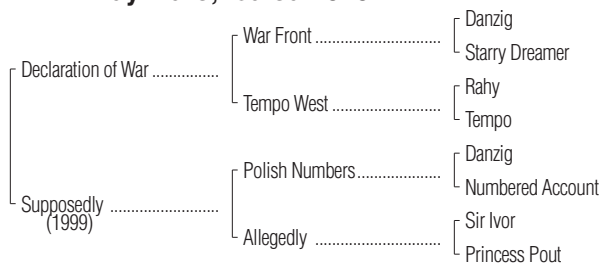 Danzig
War Front
Starry Dreamer
Declaration of War
Rahy
Tempo West
Tempo
Danzig
Polish Numbers
Numbered Account
Supposedly
(1999)
Sir Ivor
Allegedly
Princess Pout